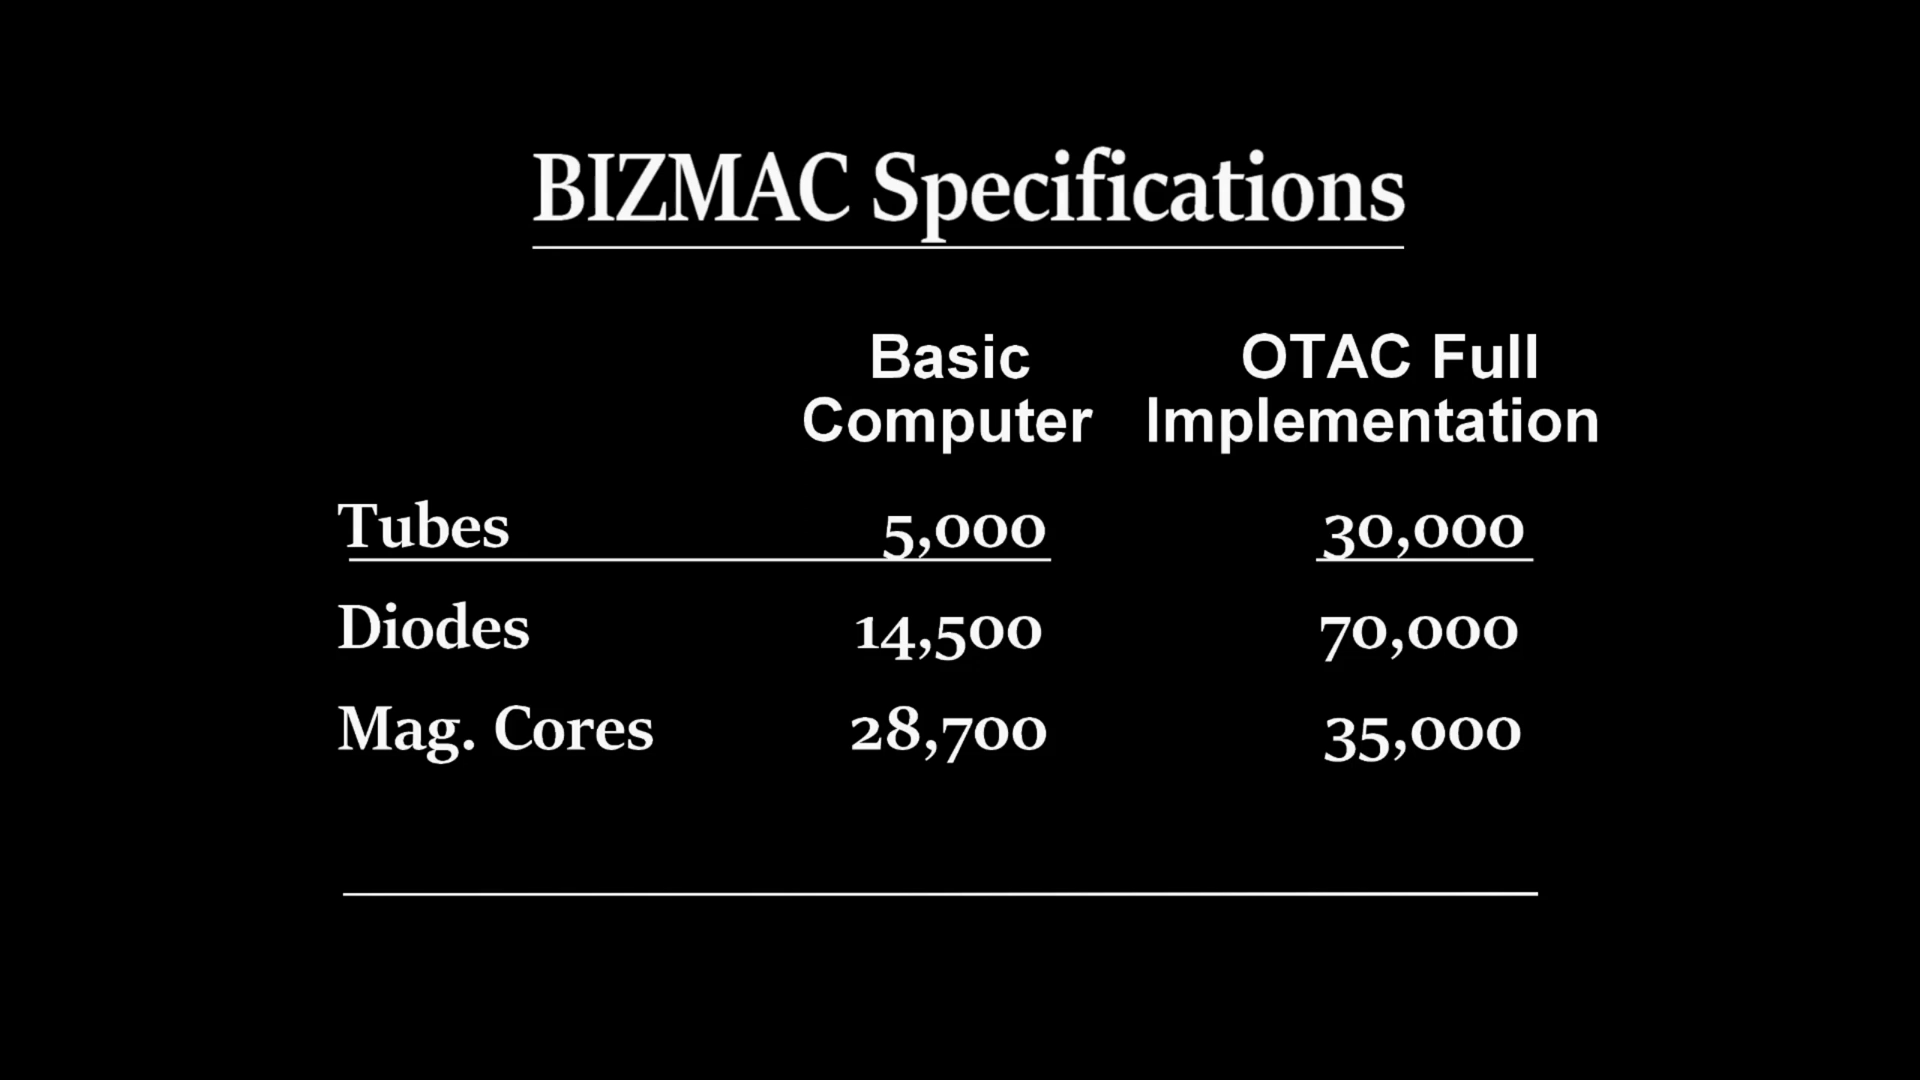 BIZMAC Specifications
Basic Computer OTAC Full Implementation
Tubes 5,000 30,000
Diodes 14,500 70,000
Mag. Cores 28,700 35,000